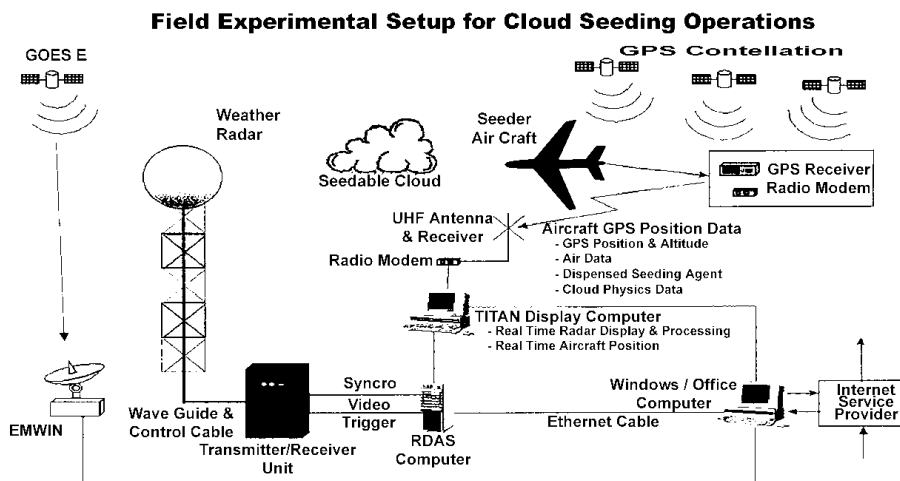 Field Experimental Setup for Cloud Seeding Operations
GOES E
GPS Contellation
Weather
Radar
Seedable Cloud
Seeder
Air Craft
GPS Receiver
Radio Modem
UHF Antenna
& Receiver
Radio Modem
Aircraft GPS Position Data
- GPS Position & Altitude
- Air Data
- Dispensed Seeding Agent
- Cloud Physics Data
TITAN Display Computer
- Real Time Radar Display & Processing
- Real Time Aircraft Position
EMWIN
Wave Guide &
Control Cable
Transmitter/Receiver
Unit
Syncro
Video
Trigger
RDAS
Computer
Ethernet Cable
Windows / Office
Computer
Internet
Service
Provider